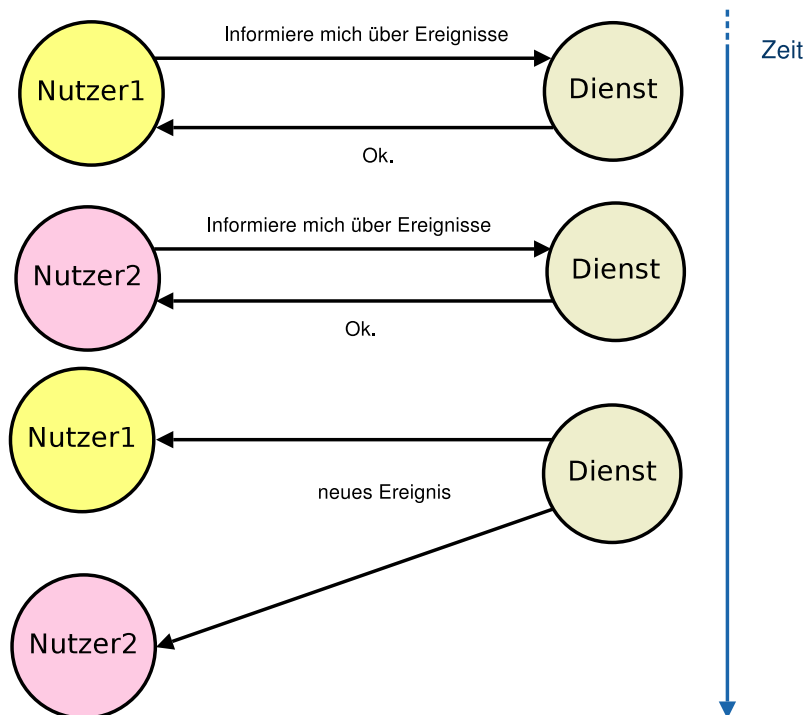 Informiere mich über Ereignisse
Zeit
Nutzer1
Dienst
Ok.
Informiere mich über Ereignisse
Nutzer2
Dienst
Ok.
Nutzer1
Dienst
neues Ereignis
Nutzer2